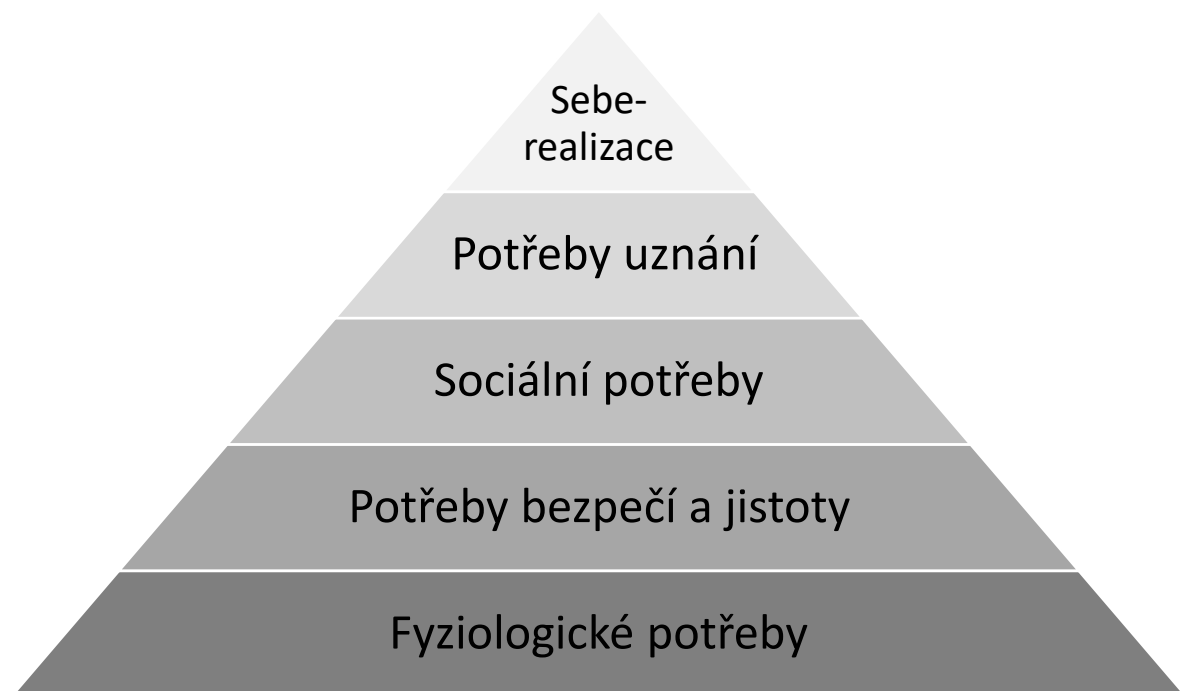 Sebe-
realizace
Potřeby uznání
Sociální potřeby
Potřeby bezpečí a jistoty
Fyziologické potřeby